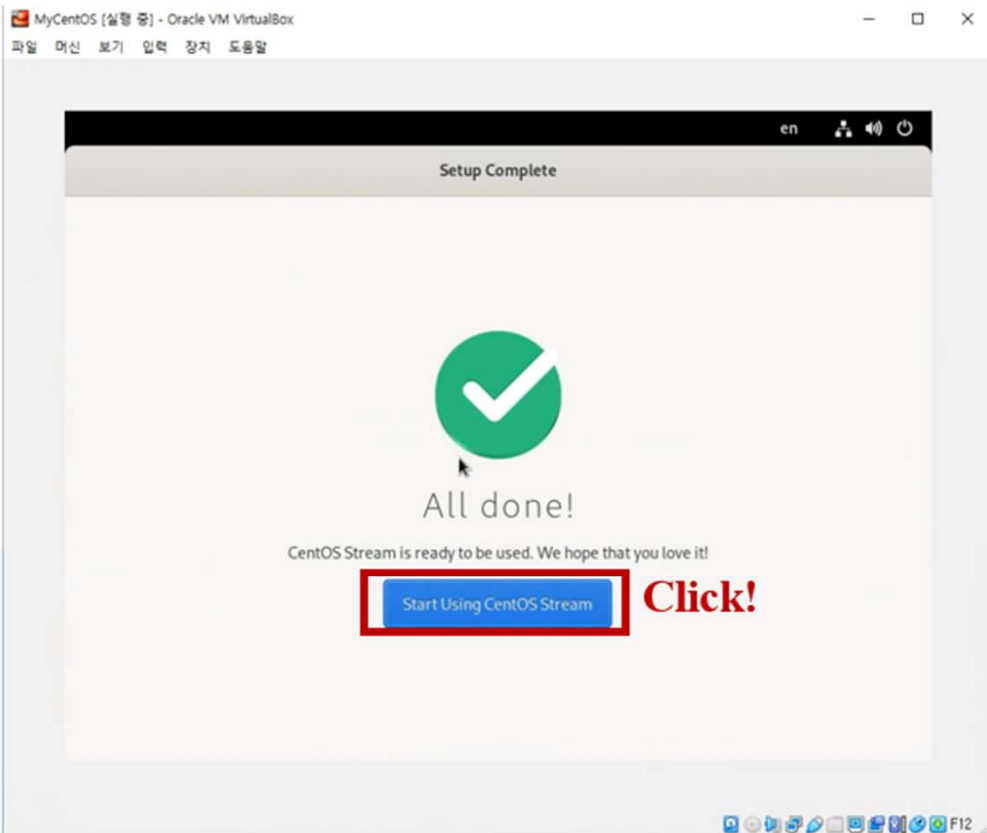 MyCentOS [실행 중] - Oracle VM VirtualBox
파일 머신 보기 입력 장치 도움말
en
Setup Complete
All done!
CentOS Stream is ready to be used. We hope that you love it!
Start Using CentOS Stream Click!
F12